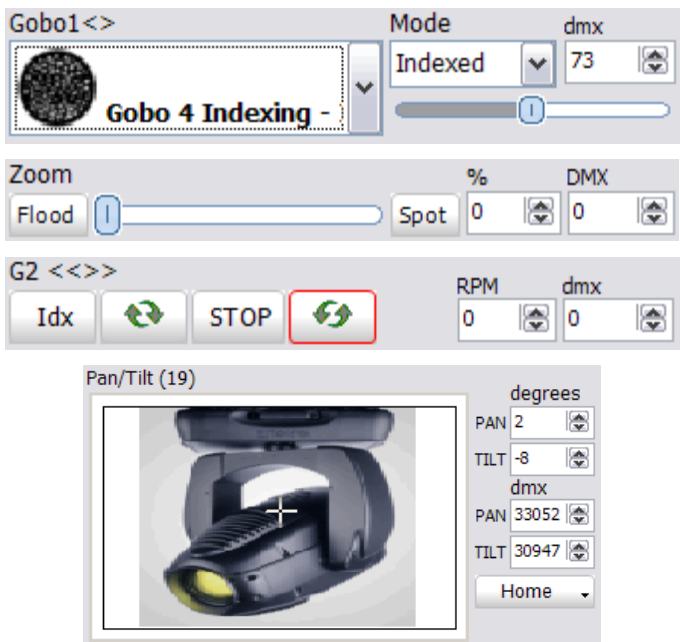 Gobo1<> Mode dmx
Gobo 4 Indexing - Indexed 73
Zoom % DMX
Flood Spot 0 0
G2 <<>> RPM dmx
Idx STOP 0 0
Pan/Tilt (19)
degrees
PAN 2
TILT -8
dmx
PAN 33052
TILT 30947
Home